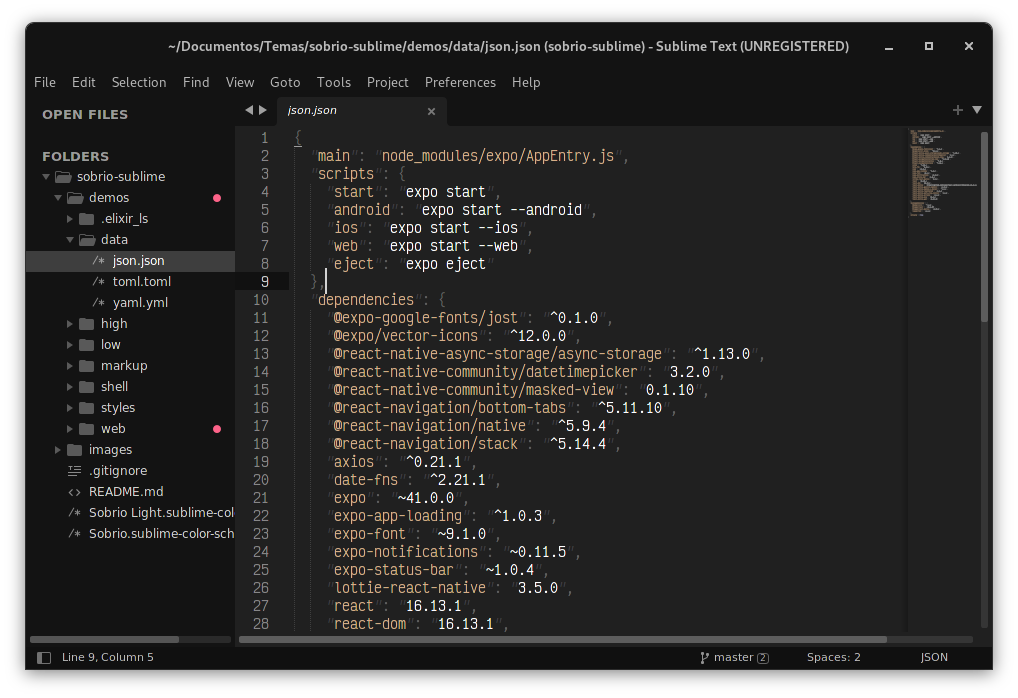 ~/Documentos/Temas/sobrio-sublime/demos/data/json.json (sobrio-sublime) - Sublime Text (UNREGISTERED)
File Edit Selection Find View Goto Tools Project Preferences Help
OPEN FILES
FOLDERS
sobrio-sublime
demos
.elixir_ls
data
/* json.json
/* toml.toml
/* yaml.yml
high
low
markup
shell
styles
web
images
.gitignore
<> README.md
/* Sobrio Light.sublime-col
/* Sobrio.sublime-color-sch
json.json
1 {
2 "main": "node_modules/expo/AppEntry.js",
3 "scripts": {
4 "start": "expo start",
5 "android": "expo start --android",
6 "ios": "expo start --ios",
7 "web": "expo start --web",
8 "eject": "expo eject"
9 },
10 "dependencies": {
11 "@expo-google-fonts/jost": "^0.1.0",
12 "@expo/vector-icons": "^12.0.0",
13 "@react-native-async-storage/async-storage": "^1.13.0",
14 "@react-native-community/datetimepicker": "3.2.0",
15 "@react-native-community/masked-view": "0.1.10",
16 "@react-navigation/bottom-tabs": "^5.11.10",
17 "@react-navigation/native": "^5.9.4",
18 "@react-navigation/stack": "^5.14.4",
19 "axios": "^0.21.1",
20 "date-fns": "^2.21.1",
21 "expo": "~41.0.0",
22 "expo-app-loading": "^1.0.3",
23 "expo-font": "~9.1.0",
24 "expo-notifications": "~0.11.5",
25 "expo-status-bar": "~1.0.4",
26 "lottie-react-native": "3.5.0",
27 "react": "16.13.1",
28 "react-dom": "16.13.1",
Line 9, Column 5
master 2
Spaces: 2
JSON